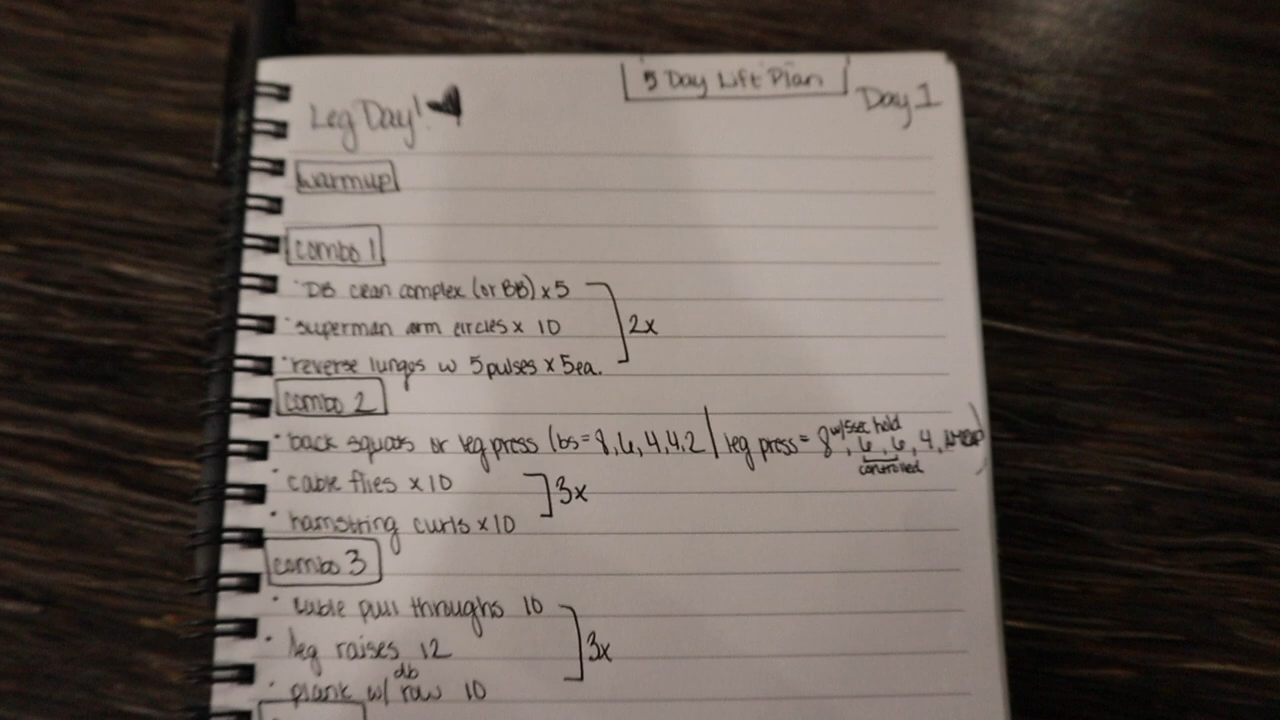 5 Day Lift Plan
Leg Day! Day 1
warmup
combo 1
• DB clean complex (or BB) x 5
• superman arm circles x 10
2x
• reverse lunges w 5 pulses x 5 ea.
combo 2
• back squats or leg press (bs = 8, 6, 4, 4, 2 | leg press = 8 w/5sec hold, 6, 6, 4, AMAP)
controlled
• cable flies x 10
3x
• hamstring curls x 10
combo 3
• cable pull throughs 10
• leg raises 12
3x
• plank w/ db row 10